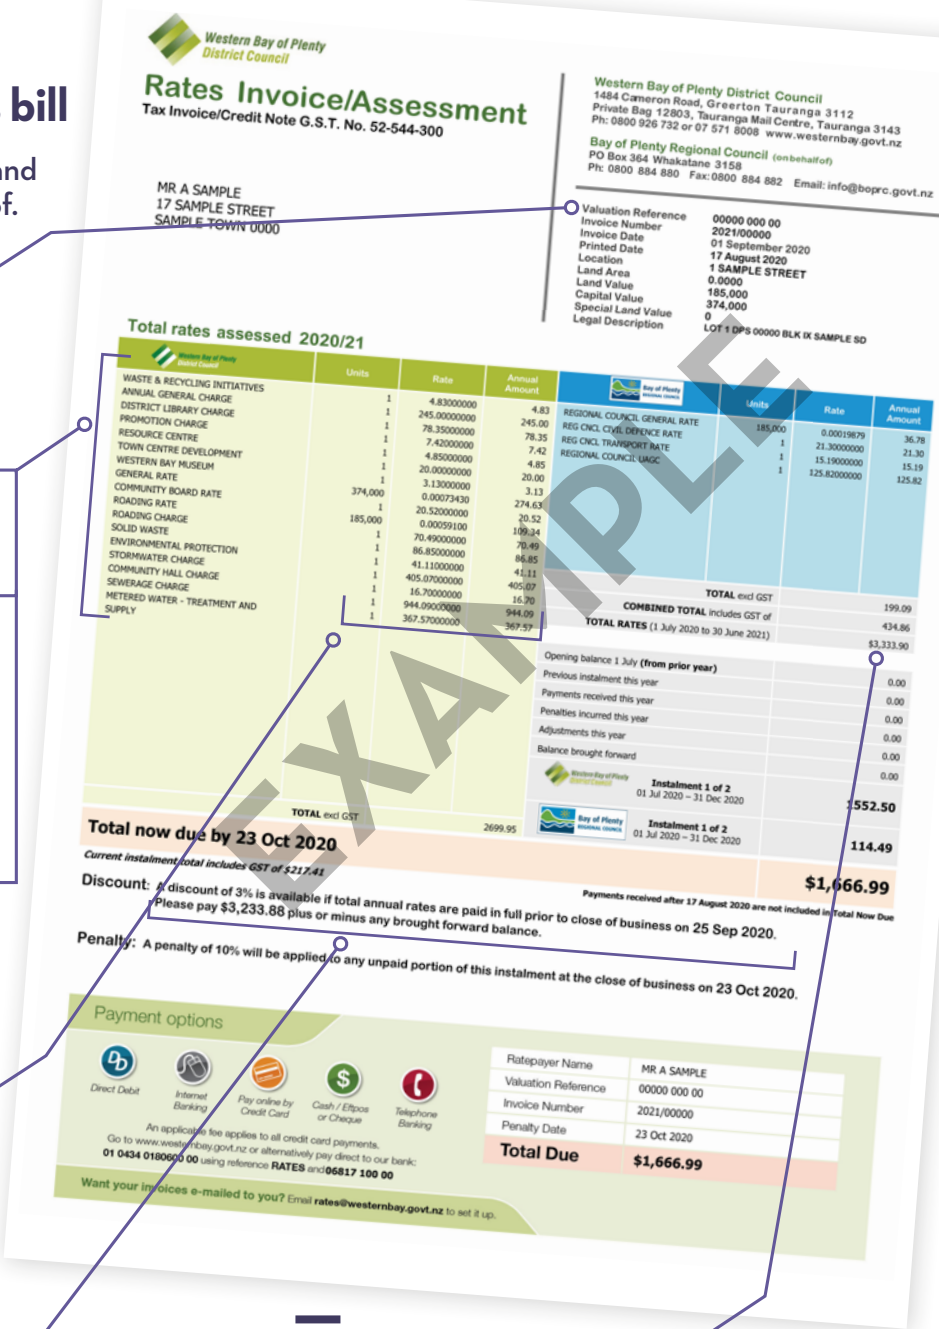 bill
and
of.
Western Bay of Plenty
District Council
Rates Invoice/Assessment
Tax Invoice/Credit Note G.S.T. No. 52-544-300
Western Bay of Plenty District Council
1484 Cameron Road, Greerton Tauranga 3112
Private Bag 12803, Tauranga Mail Centre, Tauranga 3143
Ph: 0800 926 732 or 07 571 8008 www.westernbay.govt.nz
Bay of Plenty Regional Council (on behalf of)
PO Box 364 Whakatane 3158
Ph: 0800 884 880 Fax: 0800 884 882 Email: info@boprc.govt.nz
MR A SAMPLE
17 SAMPLE STREET
SAMPLE TOWN 0000
Valuation Reference 00000 000 00
Invoice Number 2021/00000
Invoice Date 01 September 2020
Printed Date 17 August 2020
Location 1 SAMPLE STREET
Land Area 0.0000
Land Value 185,000
Capital Value 374,000
Special Land Value 0
Legal Description LOT 1 DPS 00000 BLK IX SAMPLE SD
Total rates assessed 2020/21
Western Bay of Plenty District Council Units Rate Annual Amount
WASTE & RECYCLING INITIATIVES 1 4.83000000 4.83
ANNUAL GENERAL CHARGE 1 245.00000000 245.00
DISTRICT LIBRARY CHARGE 1 78.35000000 78.35
PROMOTION CHARGE 1 7.42000000 7.42
RESOURCE CENTRE 1 4.85000000 4.85
TOWN CENTRE DEVELOPMENT 1 20.00000000 20.00
WESTERN BAY MUSEUM 1 3.13000000 3.13
GENERAL RATE 374,000 0.00073430 274.63
COMMUNITY BOARD RATE 1 20.52000000 20.52
ROADING RATE 185,000 0.00059100 109.34
ROADING CHARGE 1 70.49000000 70.49
SOLID WASTE 1 86.85000000 86.85
ENVIRONMENTAL PROTECTION 1 41.11000000 41.11
STORMWATER CHARGE 1 405.07000000 405.07
COMMUNITY HALL CHARGE 1 16.70000000 16.70
SEWERAGE CHARGE 1 944.09000000 944.09
METERED WATER - TREATMENT AND 1 367.57000000 367.57
SUPPLY
TOTAL excl GST 2699.95
Bay of Plenty REGIONAL COUNCIL Units Rate Annual Amount
REGIONAL COUNCIL GENERAL RATE 185,000 0.00019879 36.78
REG CNCL CIVIL DEFENCE RATE 1 21.30000000 21.30
REG CNCL TRANSPORT RATE 1 15.19000000 15.19
REGIONAL COUNCIL UAGC 1 125.82000000 125.82
TOTAL excl GST 199.09
COMBINED TOTAL includes GST of 434.86
TOTAL RATES (1 July 2020 to 30 June 2021) $3,333.90
Opening balance 1 July (from prior year) 0.00
Previous instalment this year 0.00
Payments received this year 0.00
Penalties incurred this year 0.00
Adjustments this year 0.00
Balance brought forward 0.00
Western Bay of Plenty District Council Instalment 1 of 2
01 Jul 2020 – 31 Dec 2020 1552.50
Bay of Plenty REGIONAL COUNCIL Instalment 1 of 2
01 Jul 2020 – 31 Dec 2020 114.49
EXAMPLE
Total now due by 23 Oct 2020 $1,666.99
Current instalment total includes GST of $217.41
Payments received after 17 August 2020 are not included in Total Now Due
Discount: A discount of 3% is available if total annual rates are paid in full prior to close of business on 25 Sep 2020.
Please pay $3,233.88 plus or minus any brought forward balance.
Penalty: A penalty of 10% will be applied to any unpaid portion of this instalment at the close of business on 23 Oct 2020.
Payment options
DD
$
Direct Debit
Internet Banking
Pay online by Credit Card
Cash / Eftpos or Cheque
Telephone Banking
An applicable fee applies to all credit card payments.
Go to www.westernbay.govt.nz or alternatively pay direct to our bank:
01 0434 0180600 00 using reference RATES and 06817 100 00
Want your invoices e-mailed to you? Email rates@westernbay.govt.nz to set it up.
Ratepayer Name MR A SAMPLE
Valuation Reference 00000 000 00
Invoice Number 2021/00000
Penalty Date 23 Oct 2020
Total Due $1,666.99